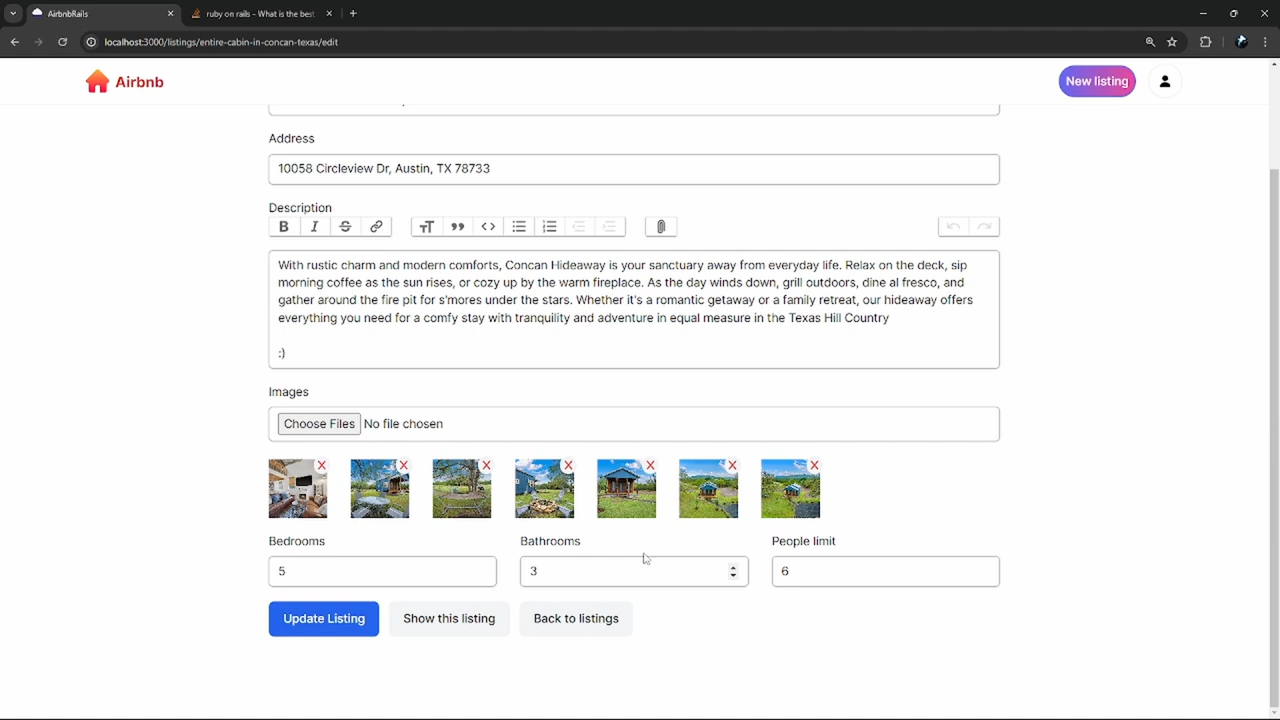 AirbnbRails
ruby on rails - What is the best
localhost:3000/listings/entire-cabin-in-concan-texas/edit
Airbnb
New listing
Address
10058 Circleview Dr, Austin, TX 78733
Description
With rustic charm and modern comforts, Concan Hideaway is your sanctuary away from everyday life. Relax on the deck, sip
morning coffee as the sun rises, or cozy up by the warm fireplace. As the day winds down, grill outdoors, dine al fresco, and
gather around the fire pit for s'mores under the stars. Whether it's a romantic getaway or a family retreat, our hideaway offers
everything you need for a comfy stay with tranquility and adventure in equal measure in the Texas Hill Country
:)
Images
Choose Files No file chosen
X X X X X X X
Bedrooms Bathrooms People limit
5 3 6
Update Listing Show this listing Back to listings